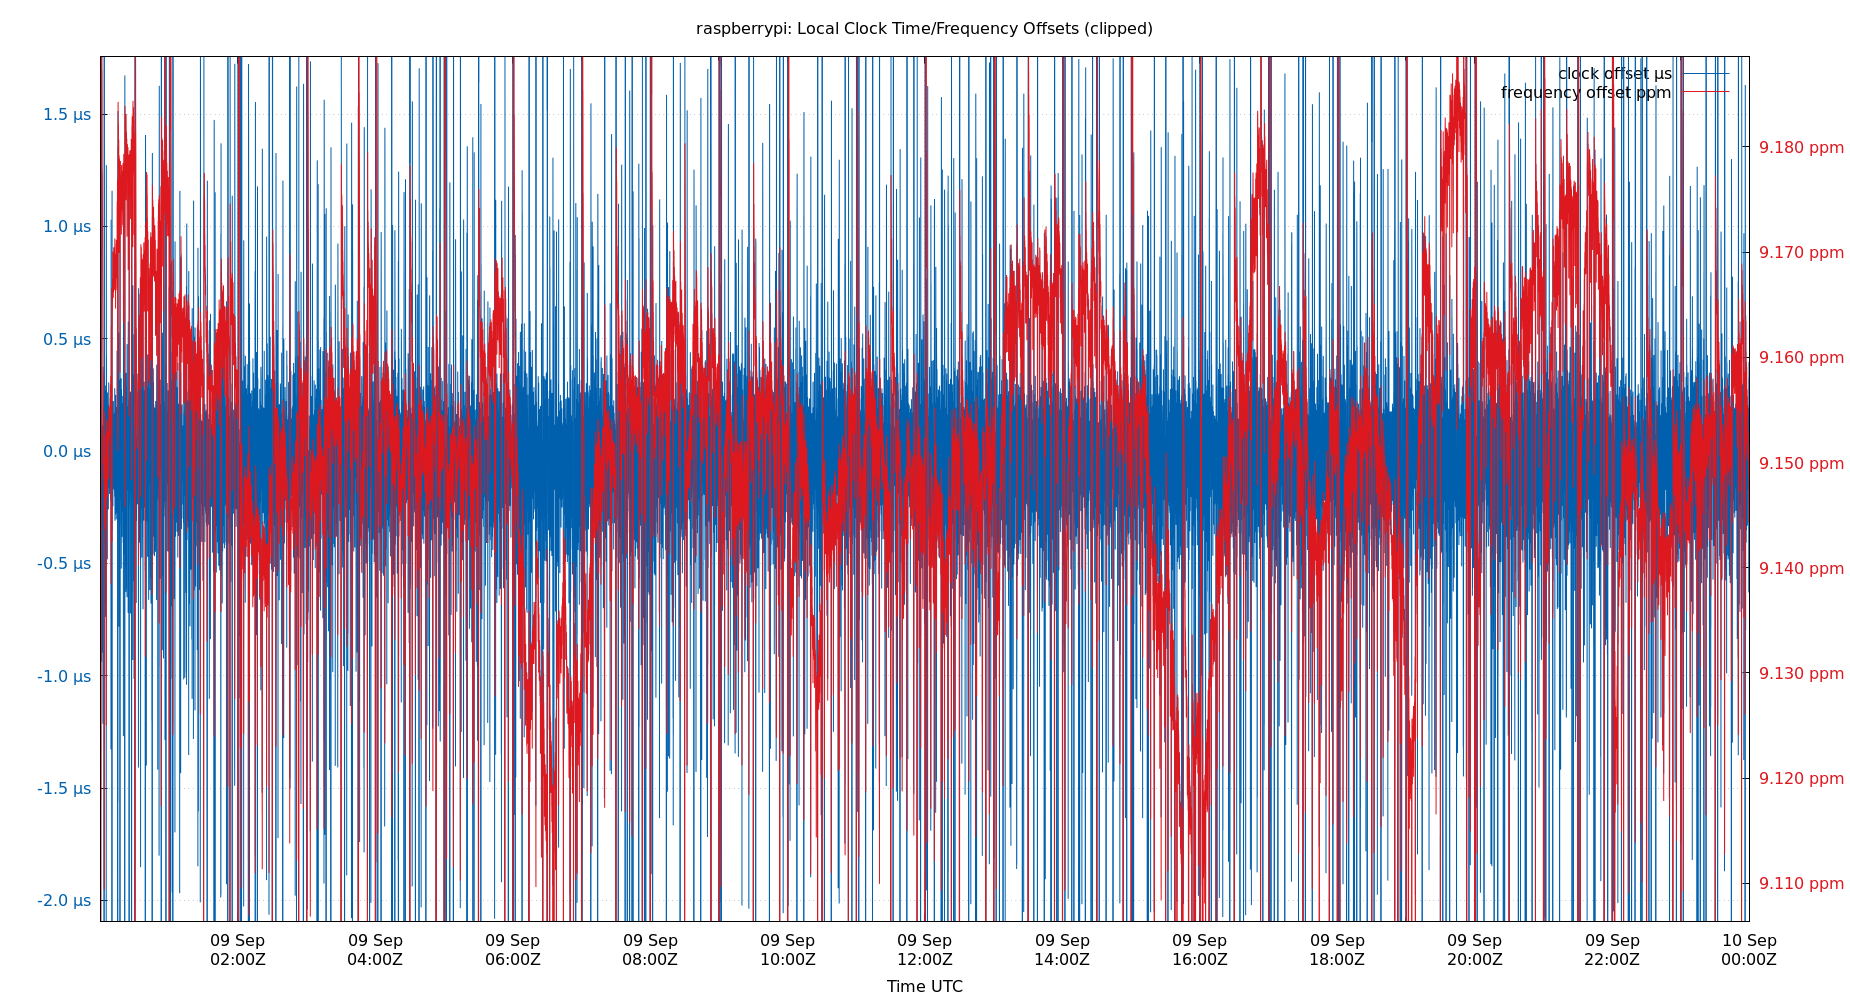 raspberrypi: Local Clock Time/Frequency Offsets (clipped)
clock offset µs
frequency offset ppm
1.5 µs
1.0 µs
0.5 µs
0.0 µs
-0.5 µs
-1.0 µs
-1.5 µs
-2.0 µs
9.180 ppm
9.170 ppm
9.160 ppm
9.150 ppm
9.140 ppm
9.130 ppm
9.120 ppm
9.110 ppm
09 Sep 09 Sep 09 Sep 09 Sep 09 Sep 09 Sep 09 Sep 09 Sep 09 Sep 09 Sep 09 Sep 10 Sep
02:00Z 04:00Z 06:00Z 08:00Z 10:00Z 12:00Z 14:00Z 16:00Z 18:00Z 20:00Z 22:00Z 00:00Z
Time UTC